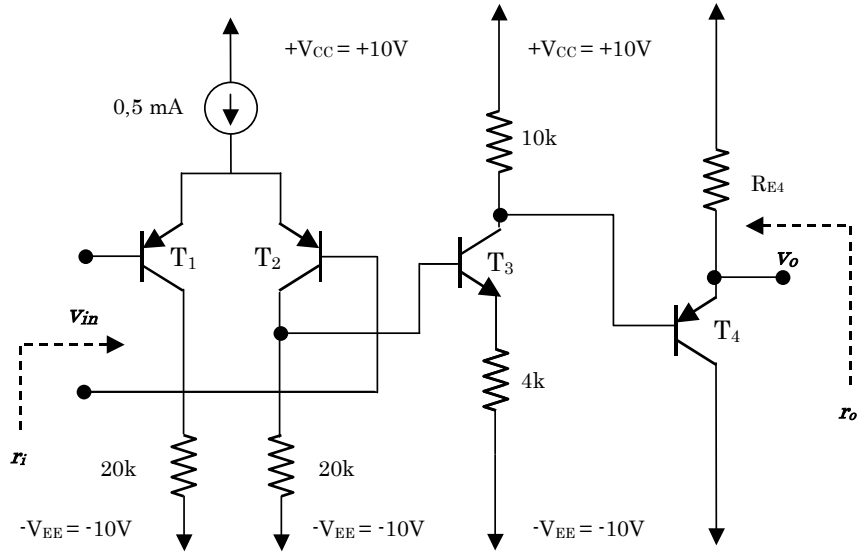 +VCC = +10V
+VCC = +10V
0,5 mA
10k
RE4
T1
T2
T3
vo
vin
T4
4k
ri
ro
20k
20k
-VEE = -10V
-VEE = -10V
-VEE = -10V